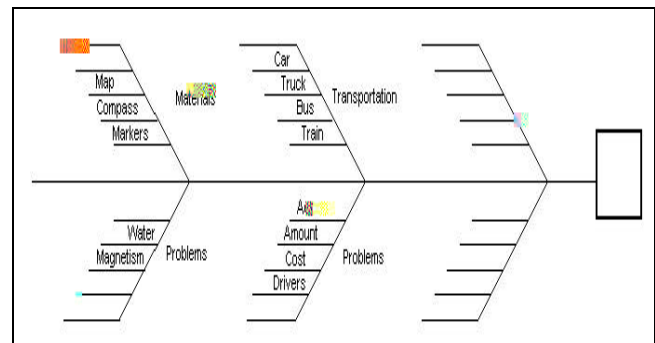 Car
Map
Truck
Materials
Transportation
Compass
Bus
Markers
Train
Water
Amount
Magnetism
Problems
Cost
Problems
Drivers